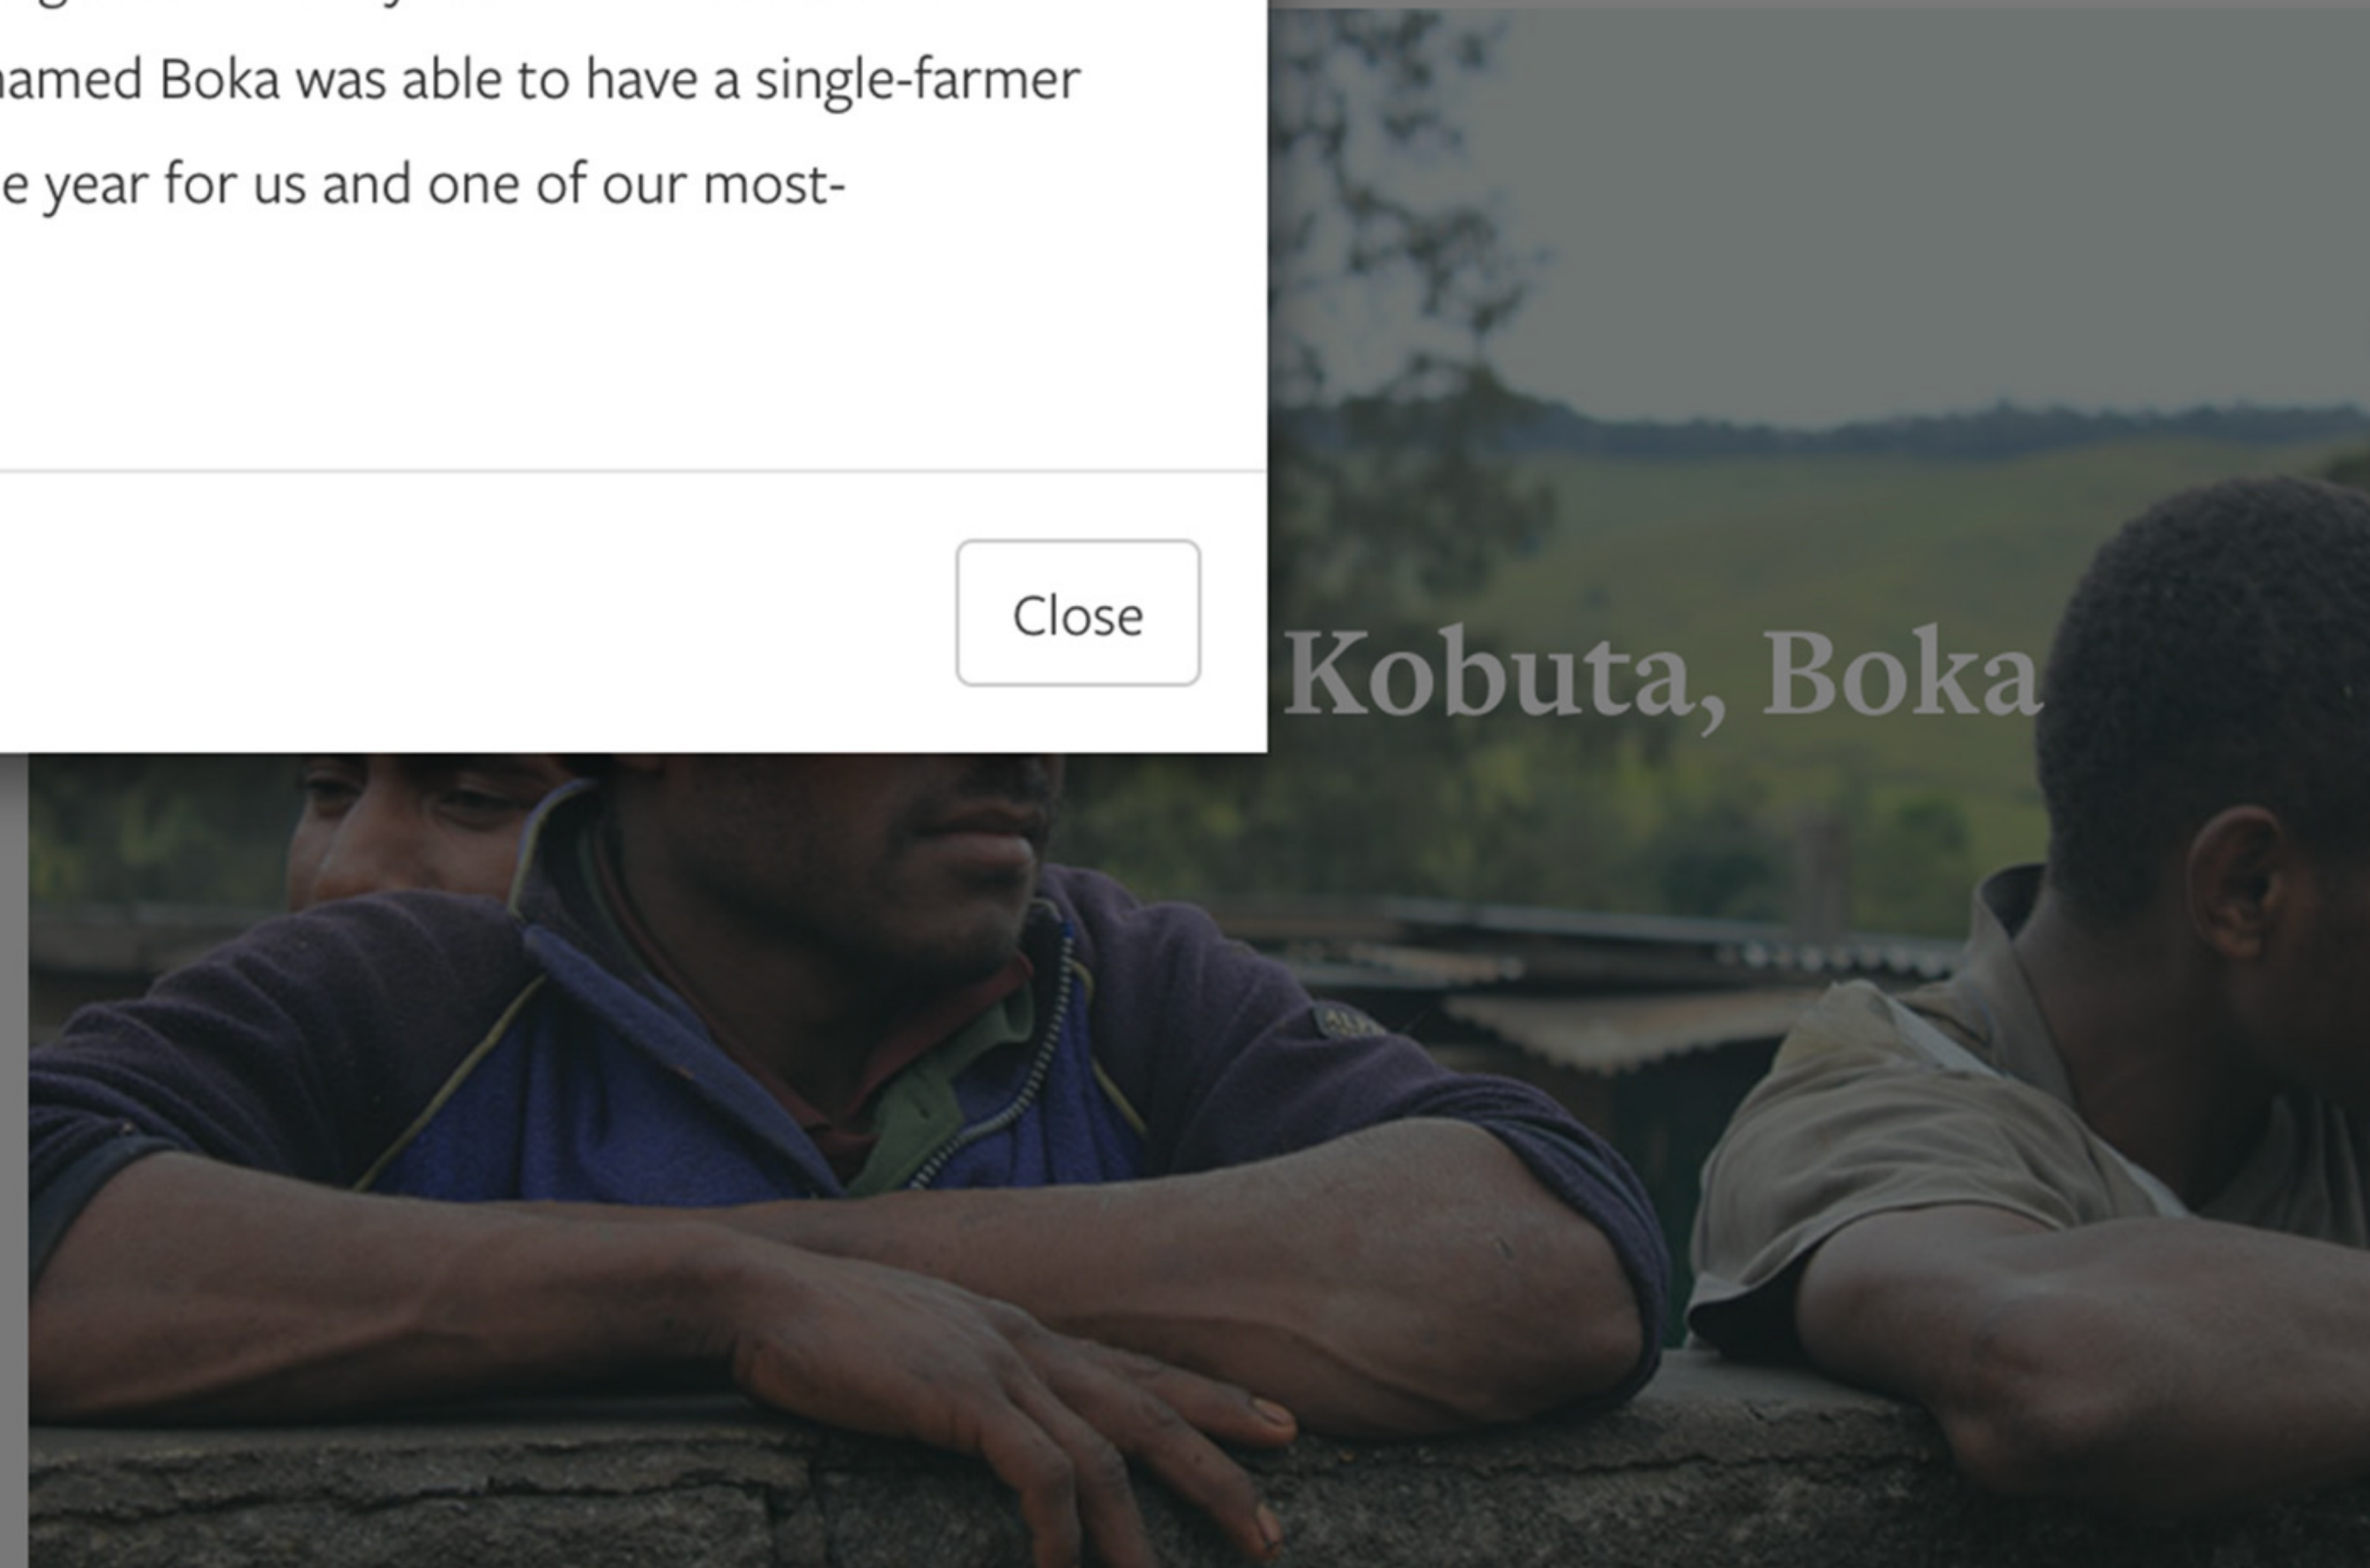 named Boka was able to have a single-farmer
e year for us and one of our most-
Close
Kobuta, Boka